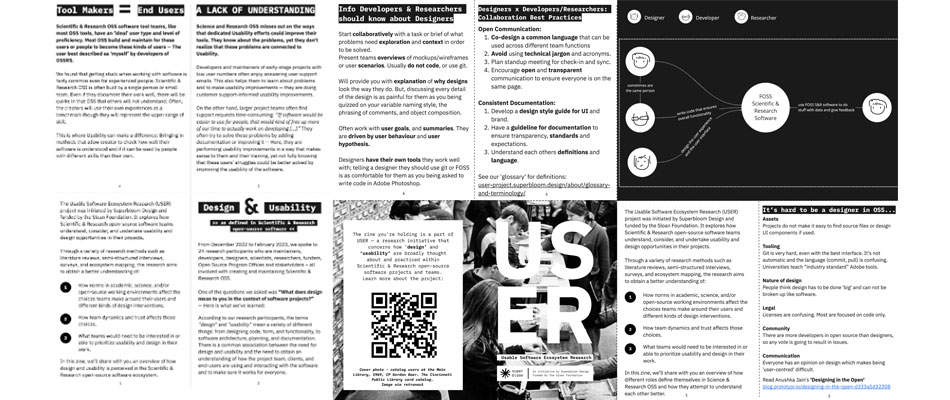 Tool Makers = End Users
Scientific & Research OSS software tool teams, like
most OSS tools, have an 'ideal' user type and level of
proficiency. Most OSS build and maintain for these
users or people to become these kinds of users – The
user best described as 'myself' by developers of
OSSRS.
We found that getting stuck when working with software is
fairly common even for experienced people. Scientific &
Research OSS is often built by a single person or small
team. Even if they document their own work, there will be
quirks in that OSS that others will not understand. Often,
the creators will use their own experiences as a
benchmark though they will represent the upper range of
skill.
This is where Usability can make a difference: Bringing in
methods that allow creator to check how well their
software is understood and if it can be used by people
with different skills than their own.
4
A LACK OF UNDERSTANDING
Science and Research OSS misses out on the ways
that dedicated Usability efforts could improve their
tools. They know about the problems, yet they don't
realize that these problems are connected to
Usability.
Developers and maintainers of early-stage projects with
low user numbers often enjoy answering user support
emails. This also helps them to learn about problems
and to make usability improvements – they are doing
customer support-informed usability improvements.
On the other hand, larger project teams often find
support requests time-consuming: "If software would be
easier to use for people, that would kind of free up more
of our time to actually work on developing [...]" They
often try to solve these problems by adding
documentation or improving it – Here, they are
performing usability improvements in a way that makes
sense to them and their training, yet not fully knowing
that these users' struggles could be better solved by
improving the usability of the software.
5
Info Developers & Researchers
should know about Designers
Start collaboratively with a task or brief of what
problems need exploration and context in order
to be solved.
Present teams overviews of mockups/wireframes
or user scenarios. Usually do not code, or use git.
Will provide you with explanation of why designs
look the way they do. But, discussing every detail
of the design is as painful for them as you being
quizzed on your variable naming style, the
phrasing of comments, and object composition.
Often work with user goals, and summaries. They
are driven by user behaviour and user
hypothesis.
Designers have their own tools they work well
with; telling a designer they should use git or FOSS
is as comfortable for them as you being asked to
write code in Adobe Photoshop.
Designers x Developers/Researchers:
Collaboration Best Practices
Open Communication:
1. Co-design a common language that can be
used across different team functions
2. Avoid using technical jargon and acronyms.
3. Plan standup meeting for check-in and sync.
4. Encourage open and transparent
communication to ensure everyone is on the
same page.
Consistent Documentation:
1. Develop a design style guide for UI and
brand.
2. Have a guideline for documentation to
ensure transparency, standards and
expectations.
3. Understand each others definitions and
language.
See our 'glossary' for definitions:
user-project.superbloom.design/about/glossary-
and-terminology/
Designer
Developer
Researcher
sometimes are
the same person
write code that ensures
overall functionality
FOSS
Scientific &
Research
Software
use FOSS S&R software to do
stuff with data and give feedback
The Usable Software Ecosystem Research (USER)
project was initiated by Superbloom Design and
funded by the Sloan Foundation. It explores how
Scientific & Research open-source software teams
understand, consider, and undertake usability and
design opportunities in their projects.
Through a variety of research methods such as
literature reviews, semi-structured interviews,
surveys, and ecosystem mapping, the research aims
to obtain a better understanding of:
1 How norms in academic, science, and/or
open-source working environments affect the
choices teams make around their users and
different kinds of design interventions.
2 How team dynamics and trust affects those
choices.
3 What teams would need to be interested in or
able to prioritize usability and design in their
work.
In this zine, we'll share with you an overview of how
design and usability is perceived in the Scientific &
Research open-source software ecosystem.
Design & Usability
>> as defined in Scientific & Research
open-source software <<
From December 2022 to February 2023, we spoke to
24 research participants who are maintainers,
developers, designers, scientists, researchers, funders,
Open Source Program Offices and stakeholders – all
involved with creating and maintaining Scientific &
Research OSS.
One of the questions we asked was "What does design
mean to you in the context of software projects?"
– Here is what we've learned:
According to our research participants, the terms
"design" and "usability" mean a variety of different
things: from designing code, form, and functionality, to
software architecture, planning, and documentation.
There is a common association between the need for
design and usability and the need to obtain an
understanding of how the project team, clients, and
end users are using and interacting with the software
and to make sure it works for everyone.
The zine you're holding is a part of
USER – a research initiative that
concerns how "design" and
"usability" are broadly thought
about and practised within
Scientific & Research open-source
software projects and teams.
Learn more about the project!
Cover photo - catalog users at the Main
Library, 1969, CP Gordon Baer. The Cincinnati
Public Library card catalog.
Image via retronaut
US
ER
Usable Software Ecosystem Research
super
bloom
An initiative by Superbloom Design
funded by the Sloan Foundation
The Usable Software Ecosystem Research (USER)
project was initiated by Superbloom Design and
funded by the Sloan Foundation. It explores how
Scientific & Research open-source software teams
understand, consider, and undertake usability and
design opportunities in their projects.
Through a variety of research methods such as
literature reviews, semi-structured interviews,
surveys, and ecosystem mapping, the research aims
to obtain a better understanding of:
1 How norms in academic, science, and/or
open-source working environments affect the
choices teams make around their users and
different kinds of design interventions.
2 How team dynamics and trust affects those
choices.
3 What teams would need to be interested in or
able to prioritize usability and design in their
work.
In this zine, we'll share with you an overview of how
different roles define themselves in Science &
Research OSS and how they attempt to understand
each other better.
It's hard to be a designer in OSS...
Assets
Projects do not make it easy to find source files or design
UI components if used
Tooling
Git is very hard, even with the best interface. It's not
automatic and the language (commit, pull) is confusing.
Universities teach "industry standard" Adobe tools.
Nature of design
People think design has to be done 'big' and can not be
broken up like software.
Legal
Licenses are confusing. Most are focused on code only.
Community
There are more developers in open source than designers,
so any vote is going to result in issues.
Communication
Everyone has an opinion on design which makes being
'user-centred' difficult.
Read Anushka Jain's 'Designing in the Open'